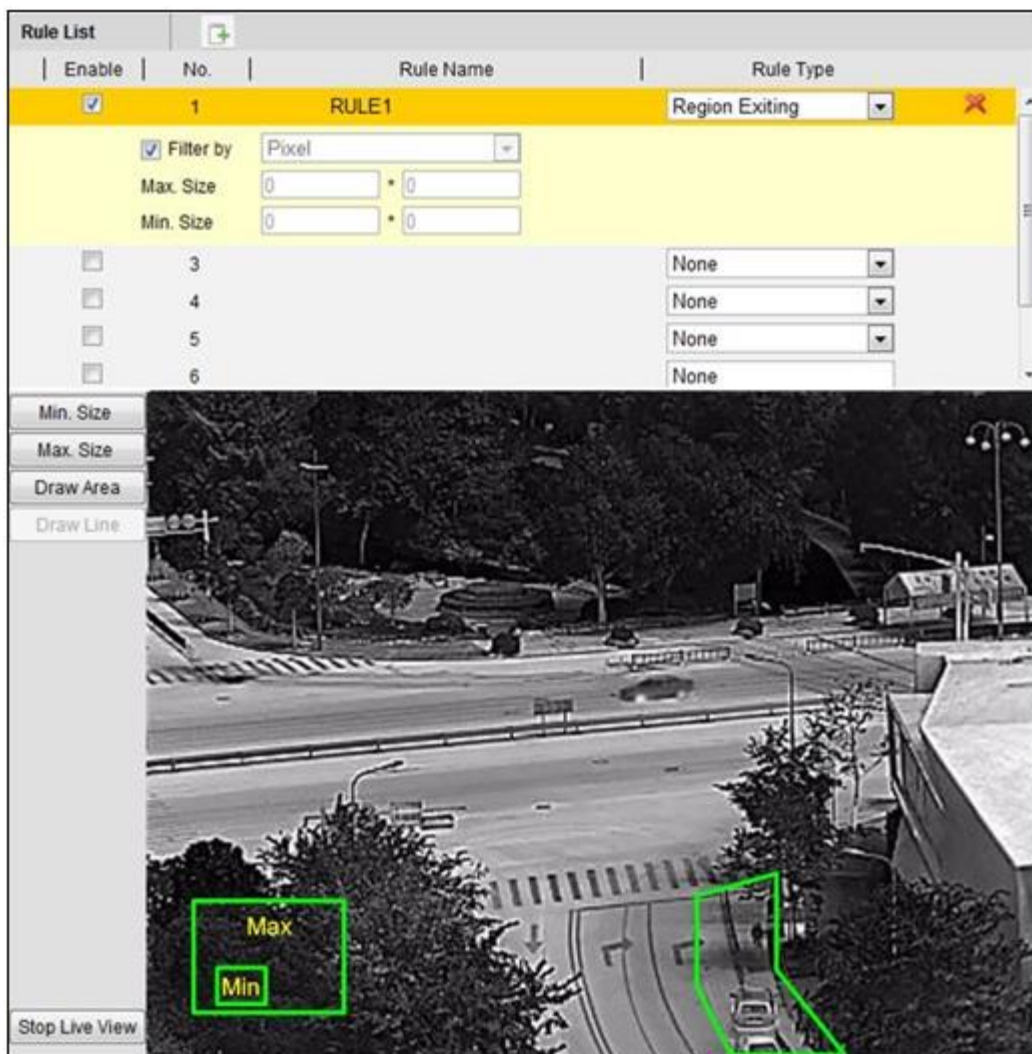 Rule List
Enable No. Rule Name Rule Type
1 RULE1 Region Exiting
Filter by Pixel
Max. Size 0 * 0
Min. Size 0 * 0
3 None
4 None
5 None
6 None
Min. Size
Max. Size
Draw Area
Draw Line
Max
Min
Stop Live View